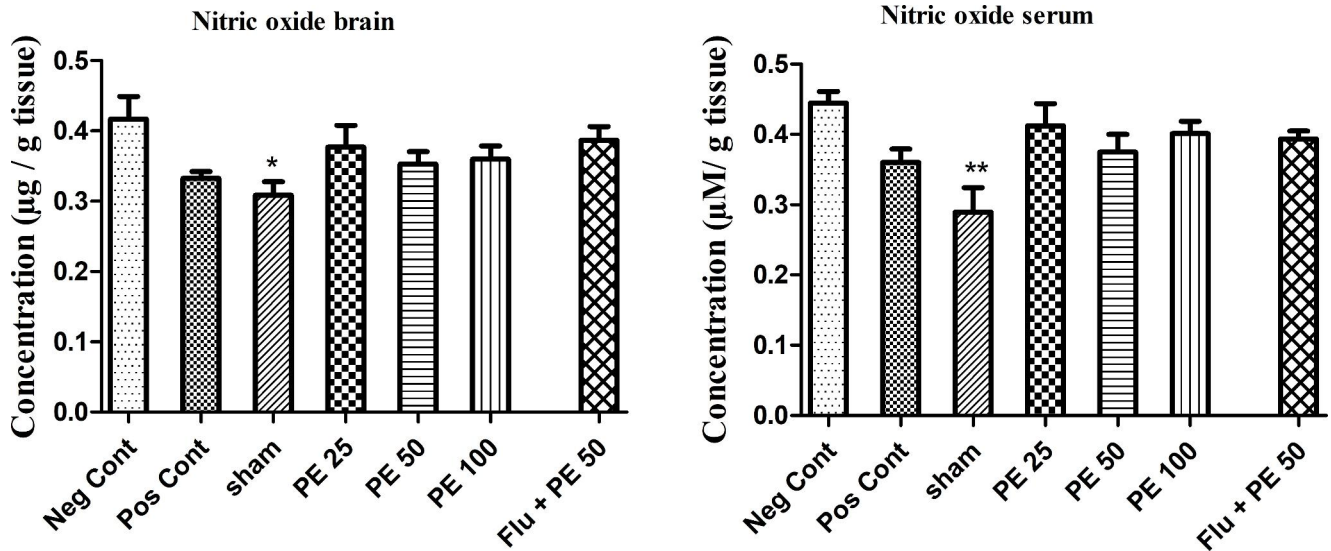 Nitric oxide brain
Concentration (µg / g tissue)
0.5
0.4
0.3
0.2
0.1
0.0
*
Neg Cont
Pos Cont
sham
PE 25
PE 50
PE 100
Flu + PE 50
Nitric oxide serum
Concentration (µM/ g tissue)
0.5
0.4
0.3
0.2
0.1
0.0
**
Neg Cont
Pos Cont
sham
PE 25
PE 50
PE 100
Flu + PE 50